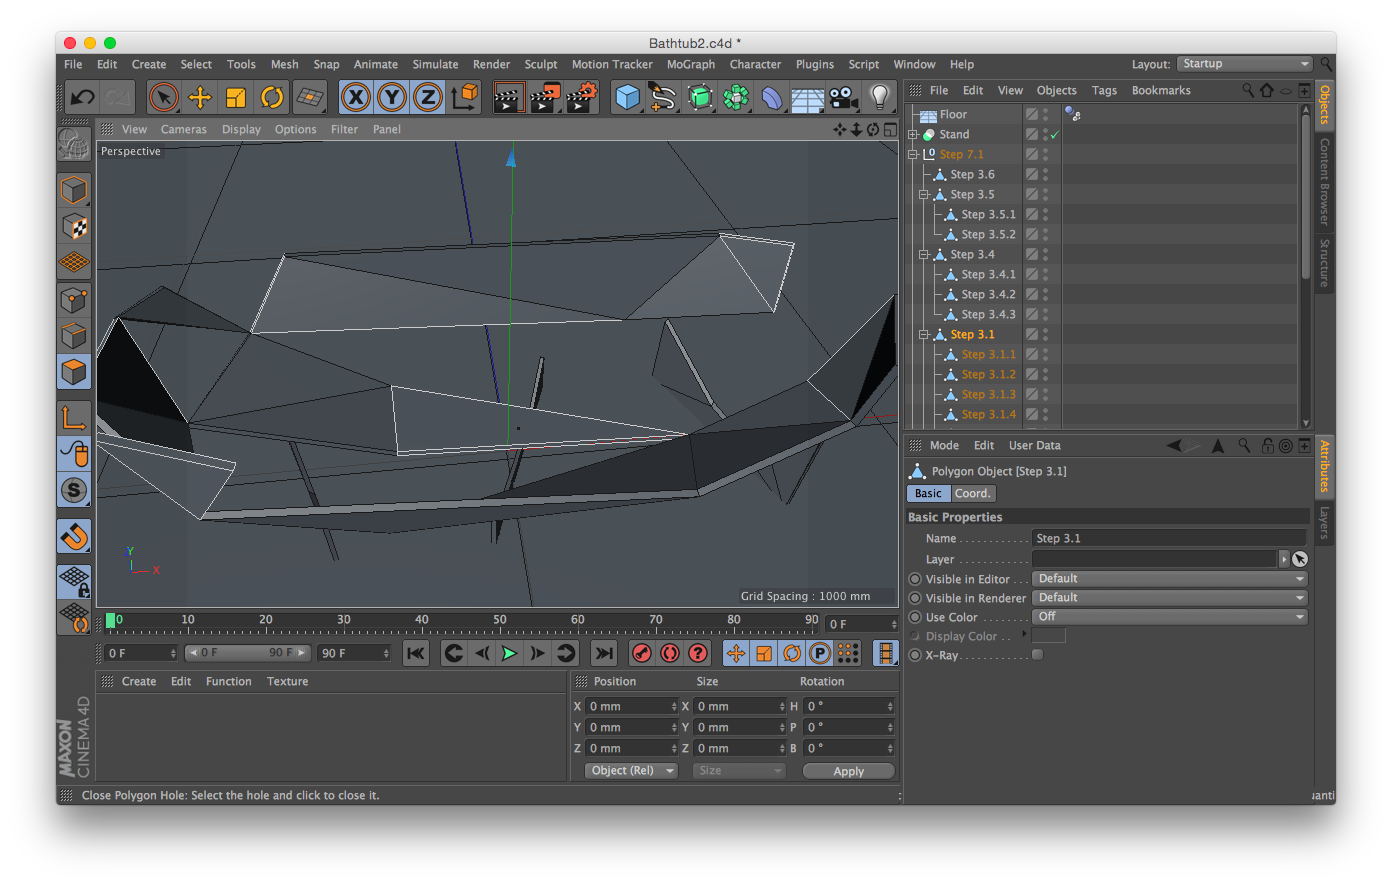 Bathtub2.c4d *
File Edit Create Select Tools Mesh Snap Animate Simulate Render Sculpt Motion Tracker MoGraph Character Plugins Script Window Help Layout: Startup
X Y Z
File Edit View Objects Tags Bookmarks
View Cameras Display Options Filter Panel
Perspective
Floor
Stand
0 Step 7.1
Step 3.6
Step 3.5
Step 3.5.1
Step 3.5.2
Step 3.4
Step 3.4.1
Step 3.4.2
Step 3.4.3
Step 3.1
Step 3.1.1
Step 3.1.2
Step 3.1.3
Step 3.1.4
Objects
Content Browser
Structure
Attributes
Layers
S
Mode Edit User Data
Polygon Object [Step 3.1]
Basic Coord.
Basic Properties
Name Step 3.1
Layer
Visible in Editor Default
Visible in Renderer Default
Use Color Off
Display Color
X-Ray
Y
X
Grid Spacing : 1000 mm
0 10 20 30 40 50 60 70 80 90 0 F
0 F 0 F 90 F 90 F
? P
Create Edit Function Texture
Position Size Rotation
X 0 mm X 0 mm H 0 °
Y 0 mm Y 0 mm P 0 °
Z 0 mm Z 0 mm B 0 °
Object (Rel) Size Apply
MAXON
CINEMA 4D
Close Polygon Hole: Select the hole and click to close it.
uanti